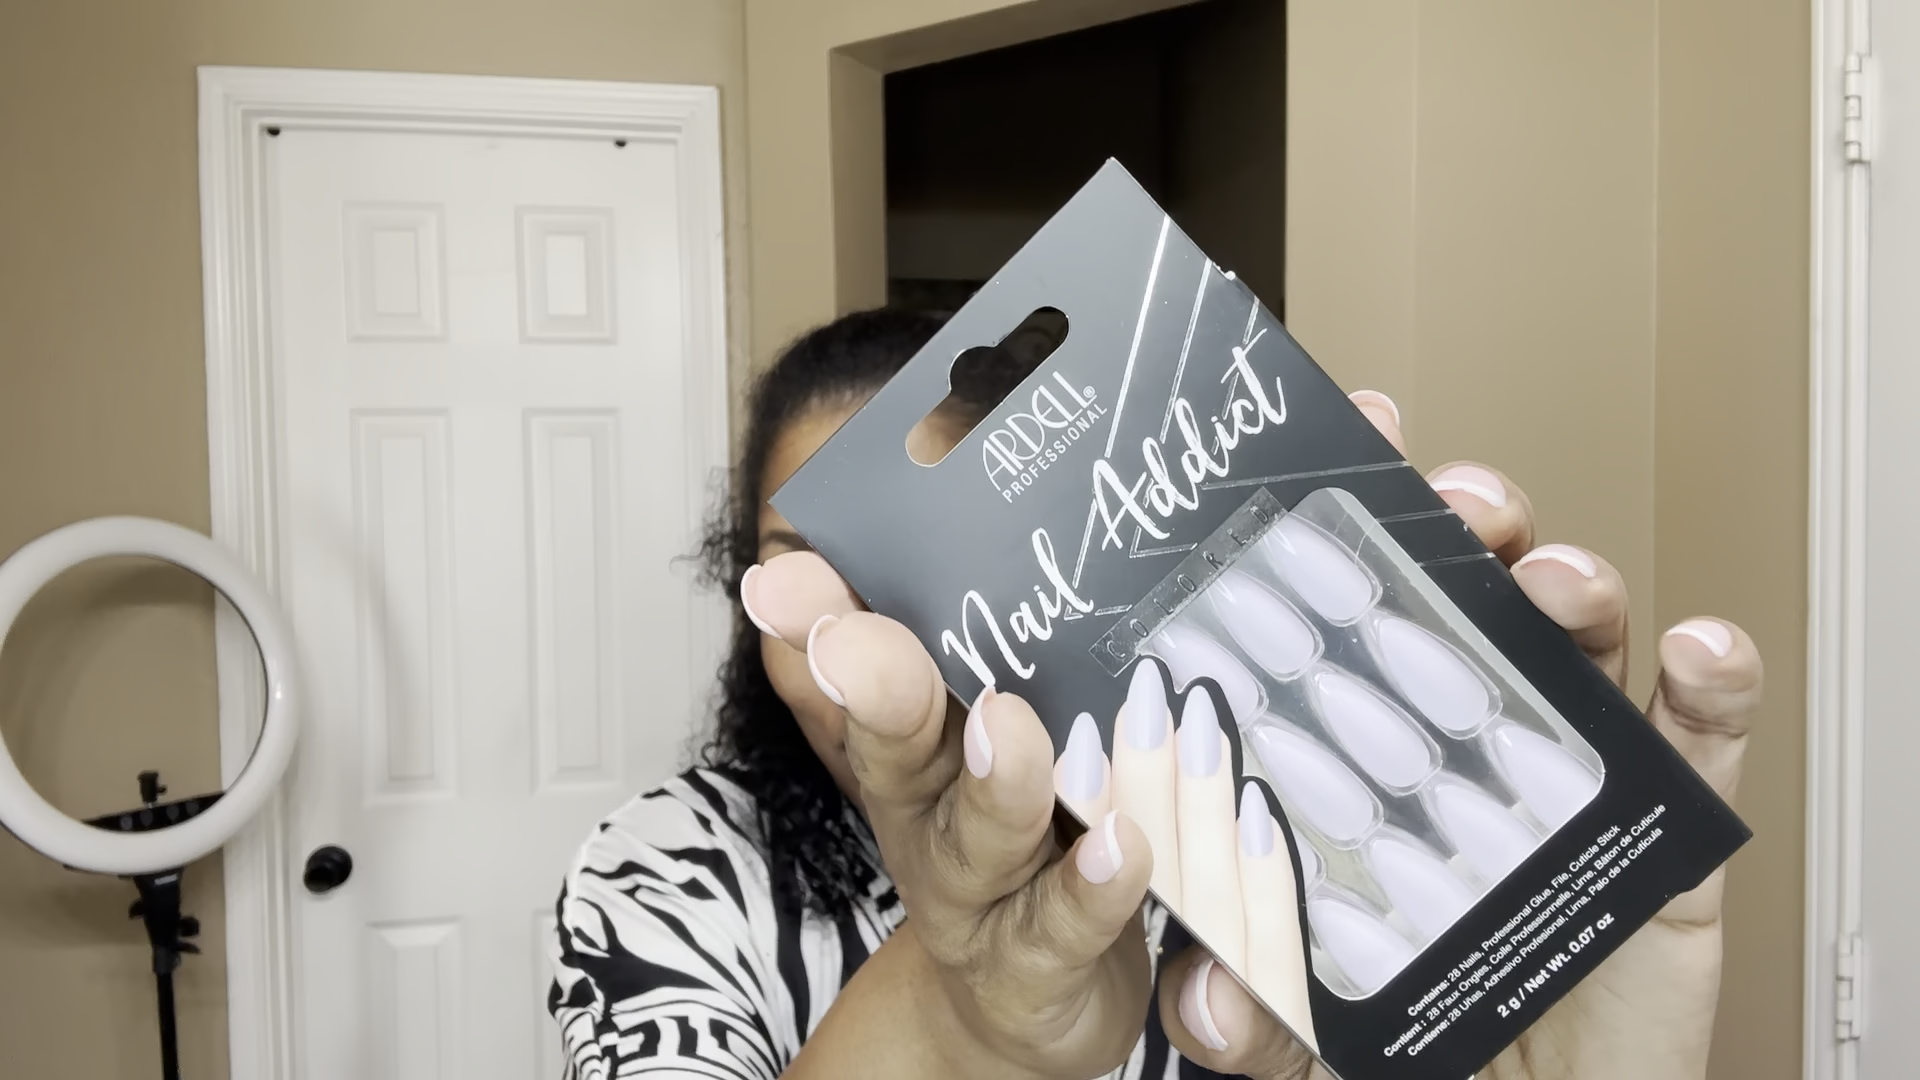 ARDELL®
PROFESSIONAL
Nail Addict
COLORED
Contains: 28 Nails, Professional Glue, File, Cuticle Stick
Contient : 28 Faux Ongles, Colle Professionnelle, Lime, Bâton de Cuticule
Contiene: 28 Uñas, Adhesivo Profesional, Lima, Palo de la Cutícula
2 g / Net Wt. 0.07 oz